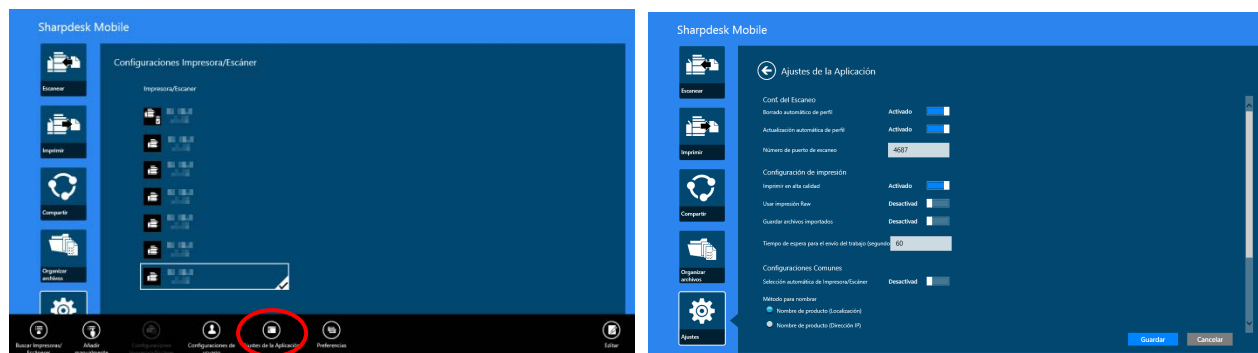 Sharpdesk Mobile
Escanear
Imprimir
Compartir
Organizar
archivos
Configuraciones Impresora/Escáner
Impresora/Escaner
Buscar Impresoras/
Escáneres
Añadir
manualmente
Configuraciones
Configuraciones de
usuario
Ajustes de la Aplicación
Preferencias
Editar
Sharpdesk Mobile
Escanear
Imprimir
Compartir
Organizar
archivos
Ajustes
Ajustes de la Aplicación
Conf. del Escaneo
Borrado automático de perfil Activado
Actualización automática de perfil Activado
Número de puerto de escaneo 4687
Configuración de impresión
Imprimir en alta calidad Activado
Usar impresión Raw Desactivad
Guardar archivos importados Desactivad
Tiempo de espera para el envío del trabajo (segundo 60
Configuraciones Comunes
Selección automática de Impresora/Escáner Desactivad
Método para nombrar
Nombre de producto (Localización)
Nombre de producto (Dirección IP)
Guardar Cancelar